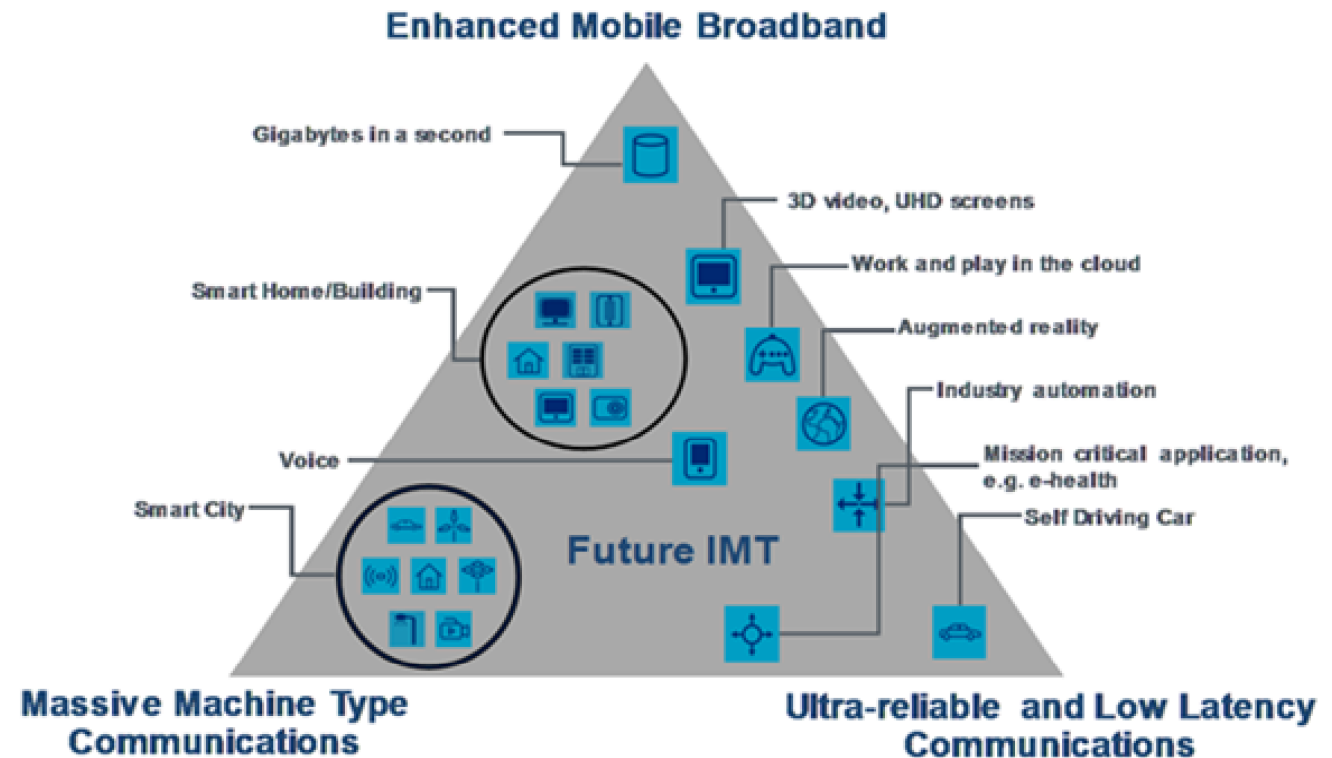 Enhanced Mobile Broadband
Gigabytes in a second
3D video, UHD screens
Work and play in the cloud
Smart Home/Building
Augmented reality
Industry automation
Mission critical application,
e.g. e-health
Voice
Smart City
Self Driving Car
Future IMT
Massive Machine Type
Communications
Ultra-reliable and Low Latency
Communications